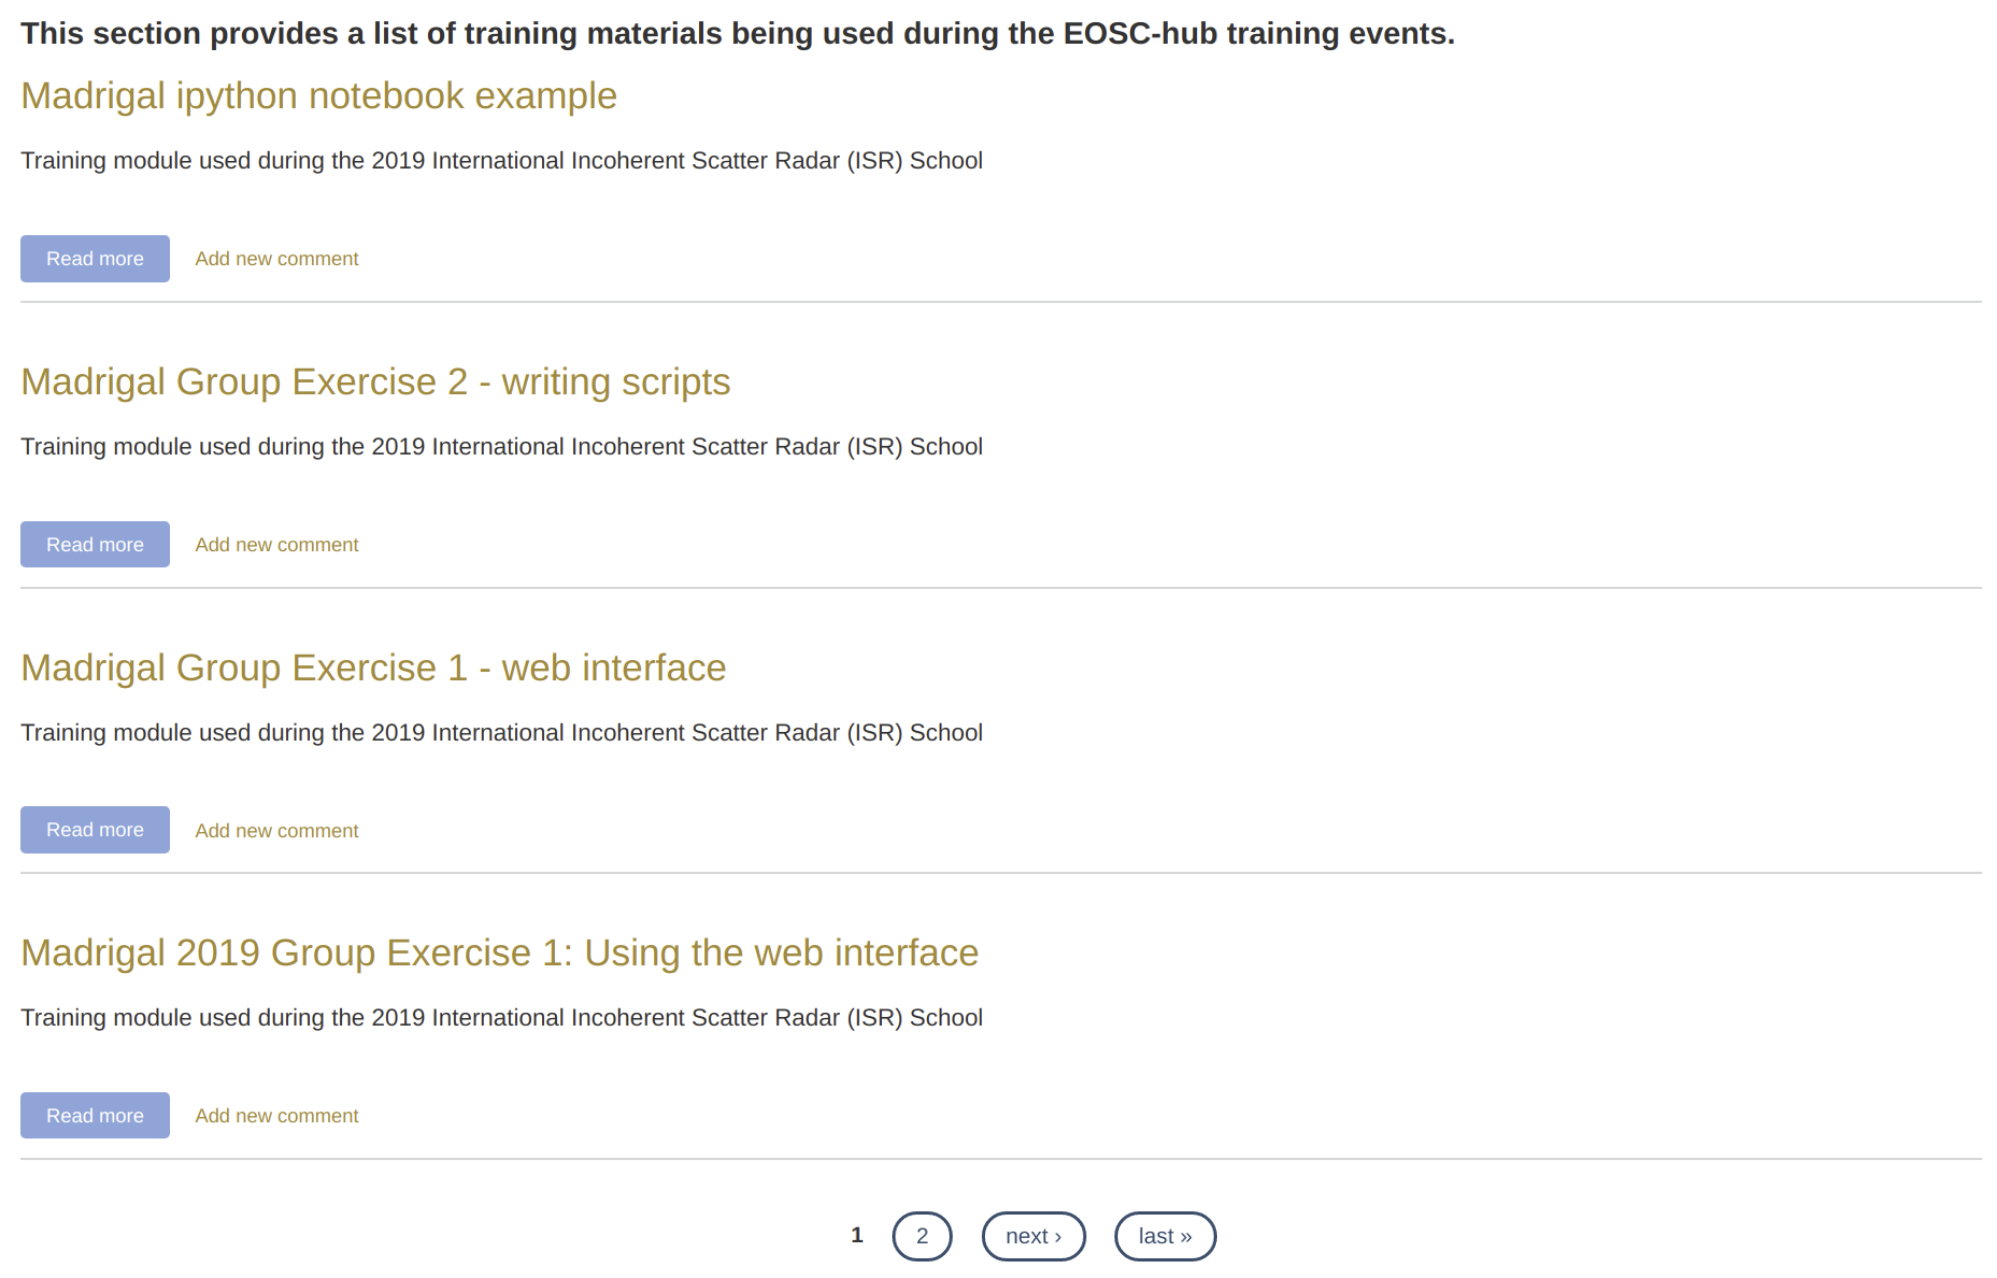 This section provides a list of training materials being used during the EOSC-hub training events.
Madrigal ipython notebook example
Training module used during the 2019 International Incoherent Scatter Radar (ISR) School
Read more Add new comment
Madrigal Group Exercise 2 - writing scripts
Training module used during the 2019 International Incoherent Scatter Radar (ISR) School
Read more Add new comment
Madrigal Group Exercise 1 - web interface
Training module used during the 2019 International Incoherent Scatter Radar (ISR) School
Read more Add new comment
Madrigal 2019 Group Exercise 1: Using the web interface
Training module used during the 2019 International Incoherent Scatter Radar (ISR) School
Read more Add new comment
1 2 next › last »